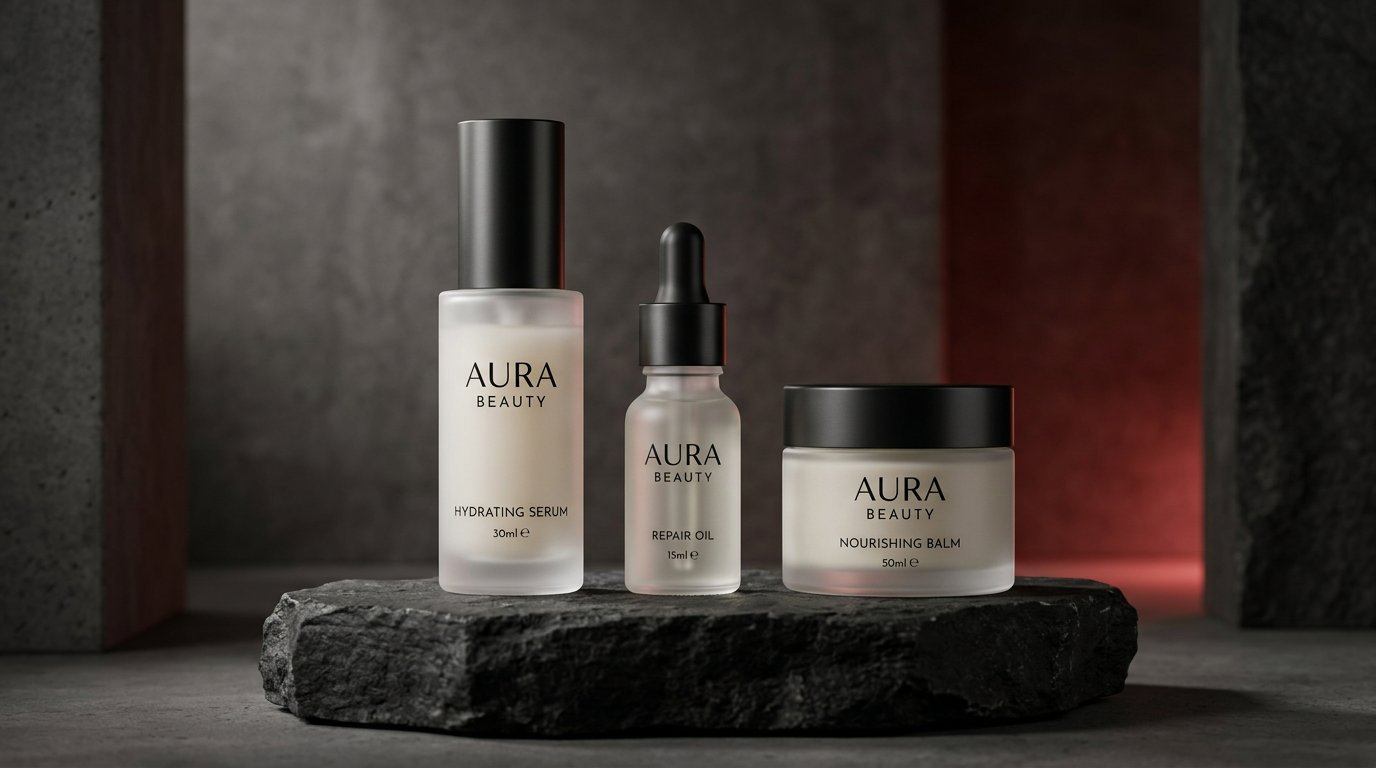 AURA
BEAUTY
HYDRATING SERUM
30ml ℮
AURA
BEAUTY
REPAIR OIL
15ml ℮
AURA
BEAUTY
NOURISHING BALM
50ml ℮